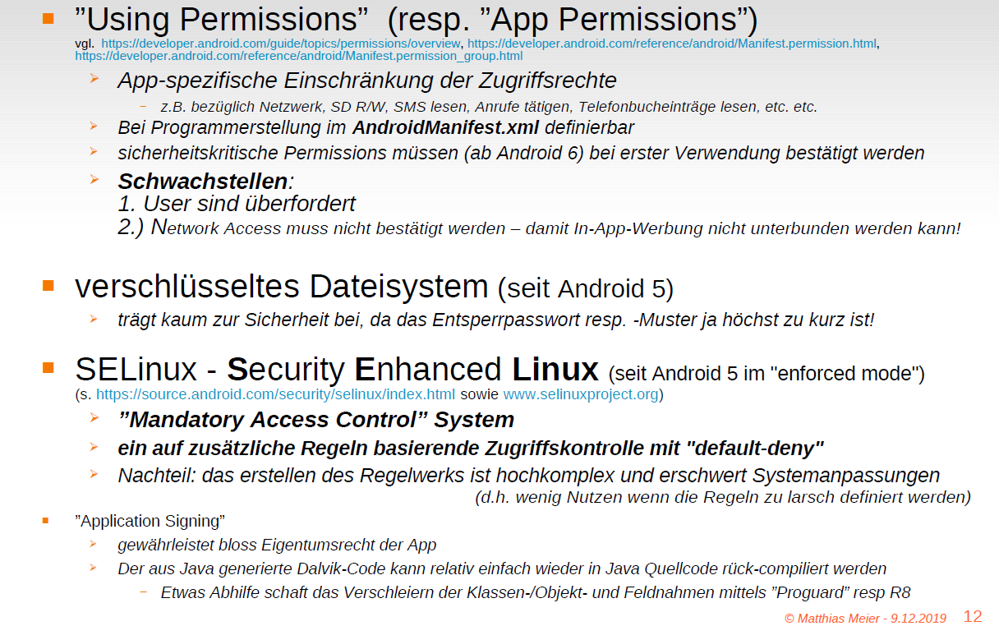 ”Using Permissions” (resp. ”App Permissions”)
vgl. https://developer.android.com/guide/topics/permissions/overview, https://developer.android.com/reference/android/Manifest.permission.html,
https://developer.android.com/reference/android/Manifest.permission_group.html
App-spezifische Einschränkung der Zugriffsrechte
– z.B. bezüglich Netzwerk, SD R/W, SMS lesen, Anrufe tätigen, Telefonbucheinträge lesen, etc. etc.
Bei Programmerstellung im AndroidManifest.xml definierbar
sicherheitskritische Permissions müssen (ab Android 6) bei erster Verwendung bestätigt werden
Schwachstellen:
1. User sind überfordert
2.) Network Access muss nicht bestätigt werden – damit In-App-Werbung nicht unterbunden werden kann!
verschlüsseltes Dateisystem (seit Android 5)
trägt kaum zur Sicherheit bei, da das Entsperrpasswort resp. -Muster ja höchst zu kurz ist!
SELinux - Security Enhanced Linux (seit Android 5 im "enforced mode")
(s. https://source.android.com/security/selinux/index.html sowie www.selinuxproject.org)
”Mandatory Access Control” System
ein auf zusätzliche Regeln basierende Zugriffskontrolle mit "default-deny"
Nachteil: das erstellen des Regelwerks ist hochkomplex und erschwert Systemanpassungen
(d.h. wenig Nutzen wenn die Regeln zu larsch definiert werden)
”Application Signing”
gewährleistet bloss Eigentumsrecht der App
Der aus Java generierte Dalvik-Code kann relativ einfach wieder in Java Quellcode rück-compiliert werden
– Etwas Abhilfe schaft das Verschleiern der Klassen-/Objekt- und Feldnahmen mittels ”Proguard” resp R8
© Matthias Meier - 9.12.2019 12